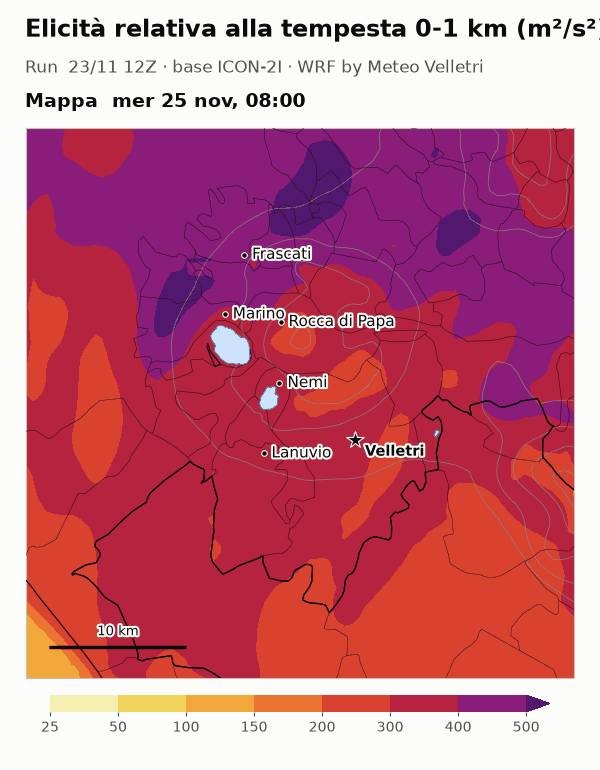 Elicità relativa alla tempesta 0-1 km (m²/s²)
Run  23/11 12Z · base ICON-2I · WRF by Meteo Velletri
Mappa  mer 25 nov, 08:00
Frascati
Marino
Rocca di Papa
Nemi
Lanuvio
Velletri
10 km
25 50 100 150 200 300 400 500